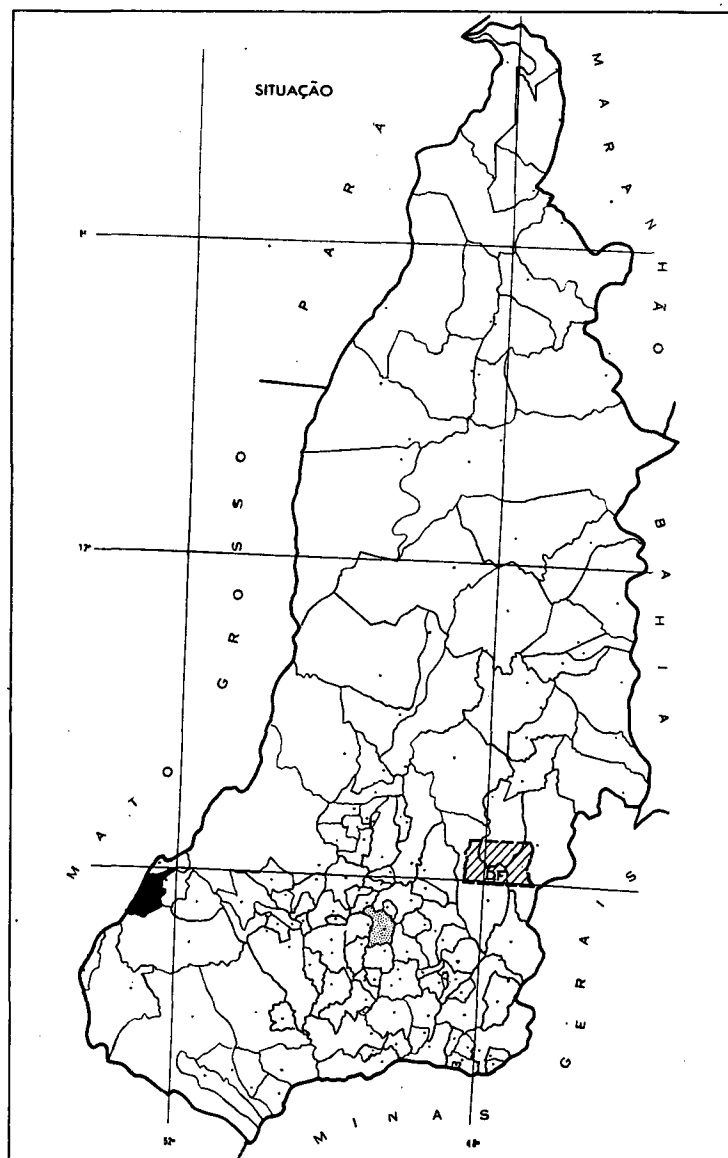 SITUAÇÃO
MARANHÃO
PARÁ
MATO GROSSO
BAHIA
DF
MINAS GERAIS